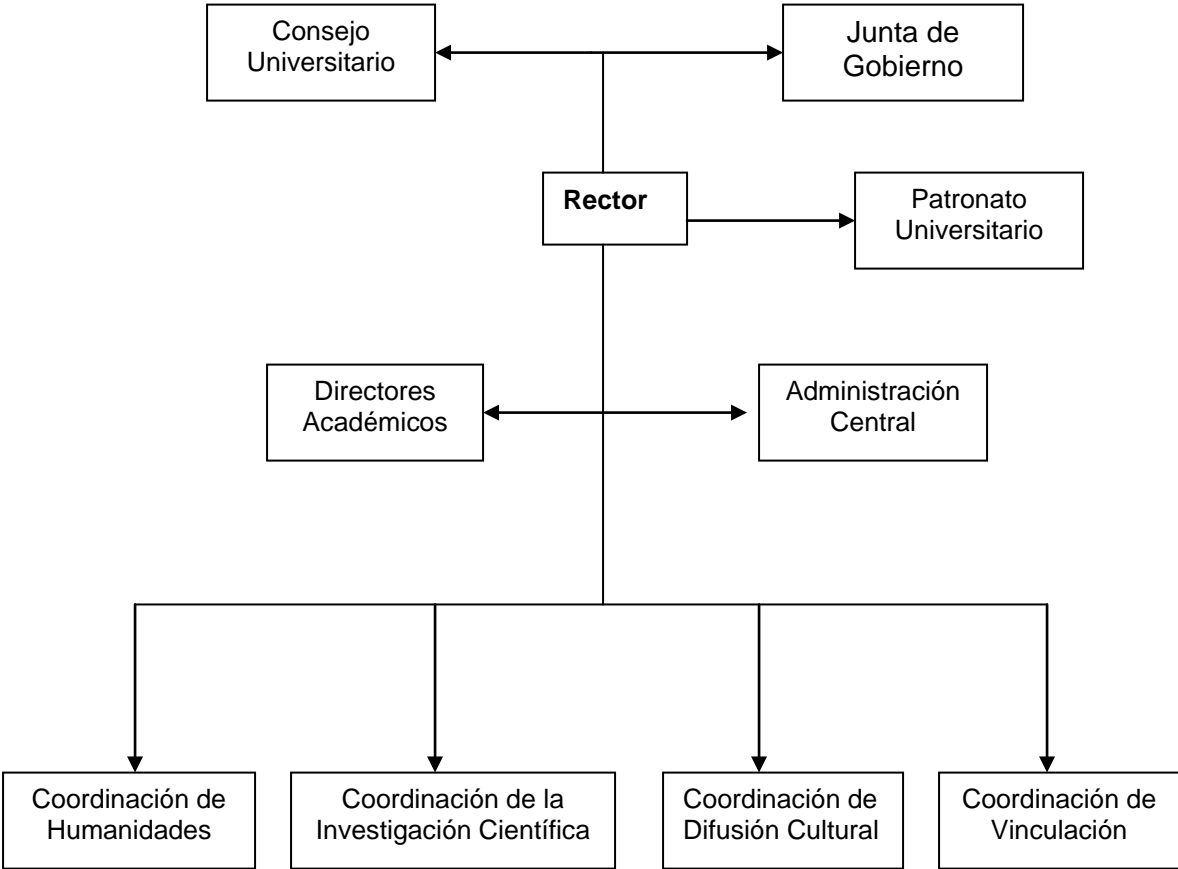 Consejo
Universitario
Junta de
Gobierno
Rector
Patronato
Universitario
Directores
Académicos
Administración
Central
Coordinación de
Humanidades
Coordinación de la
Investigación Científica
Coordinación de
Difusión Cultural
Coordinación de
Vinculación